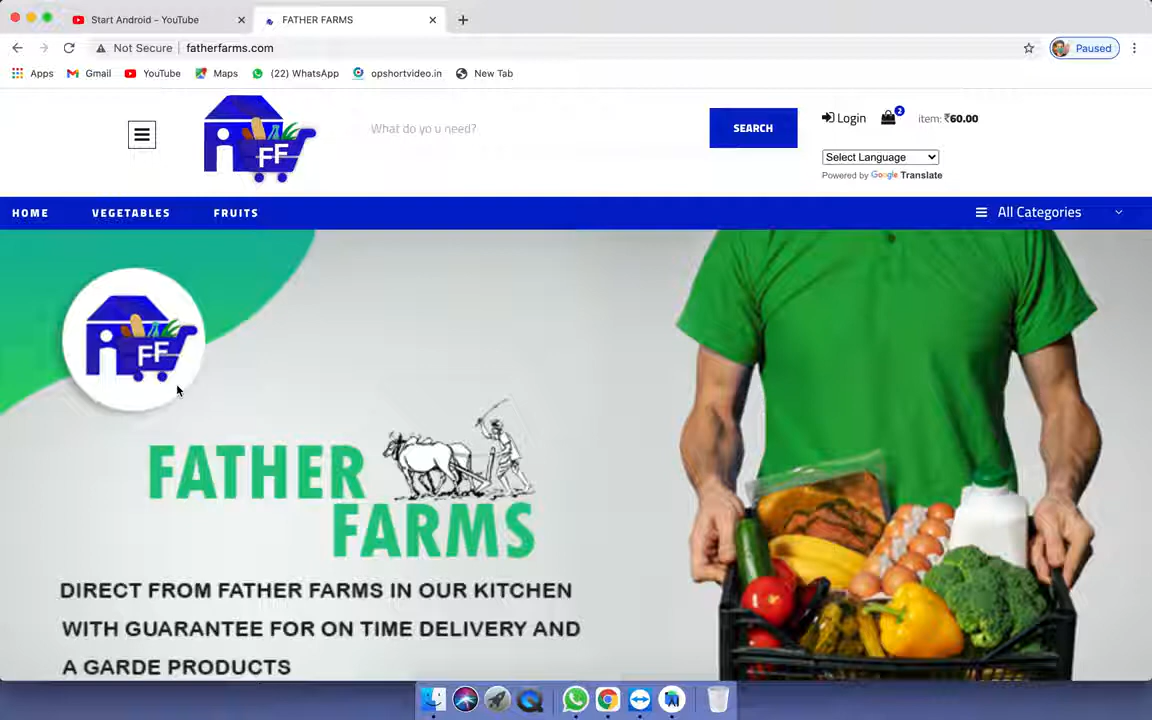 Start Android - YouTube
FATHER FARMS
Not Secure
fatherfarms.com
Paused
Apps
Gmail
YouTube
Maps
(22) WhatsApp
opshortvideo.in
New Tab
i FF
What do yo u need?
SEARCH
Login
2
item: ₹60.00
Select Language
Powered by Google Translate
HOME
VEGETABLES
FRUITS
All Categories
i FF
FATHER
FARMS
DIRECT FROM FATHER FARMS IN OUR KITCHEN
WITH GUARANTEE FOR ON TIME DELIVERY AND
A GARDE PRODUCTS